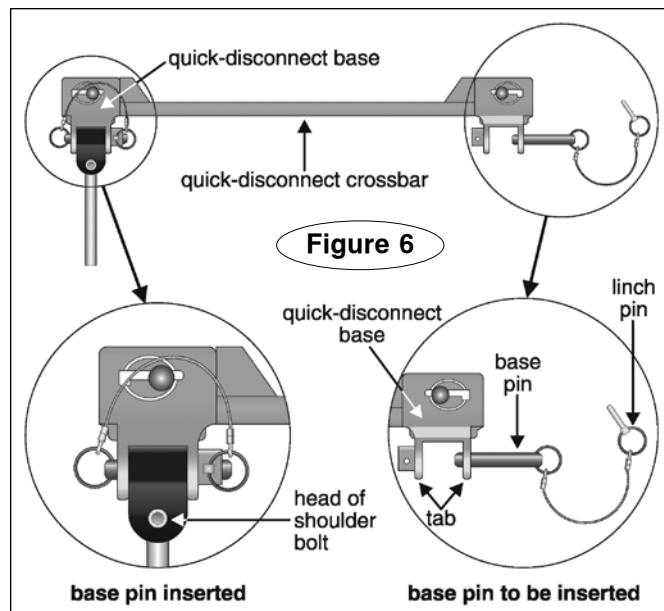 quick-disconnect base
quick-disconnect crossbar
Figure 6
linch
pin
quick-disconnect
base
base
pin
head of
shoulder
bolt
tab
base pin inserted
base pin to be inserted